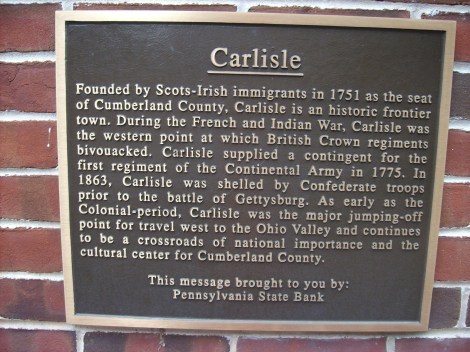 Carlisle
Founded by Scots-Irish immigrants in 1751 as the seat
of Cumberland County, Carlisle is an historic frontier
town. During the French and Indian War, Carlisle was
the western point at which British Crown regiments
bivouacked. Carlisle supplied a contingent for the
first regiment of the Continental Army in 1775. In
1863, Carlisle was shelled by Confederate troops
prior to the battle of Gettysburg. As early as the
Colonial-period, Carlisle was the major jumping-off
point for travel west to the Ohio Valley and continues
to be a crossroads of national importance and the
cultural center for Cumberland County.
This message brought to you by:
Pennsylvania State Bank